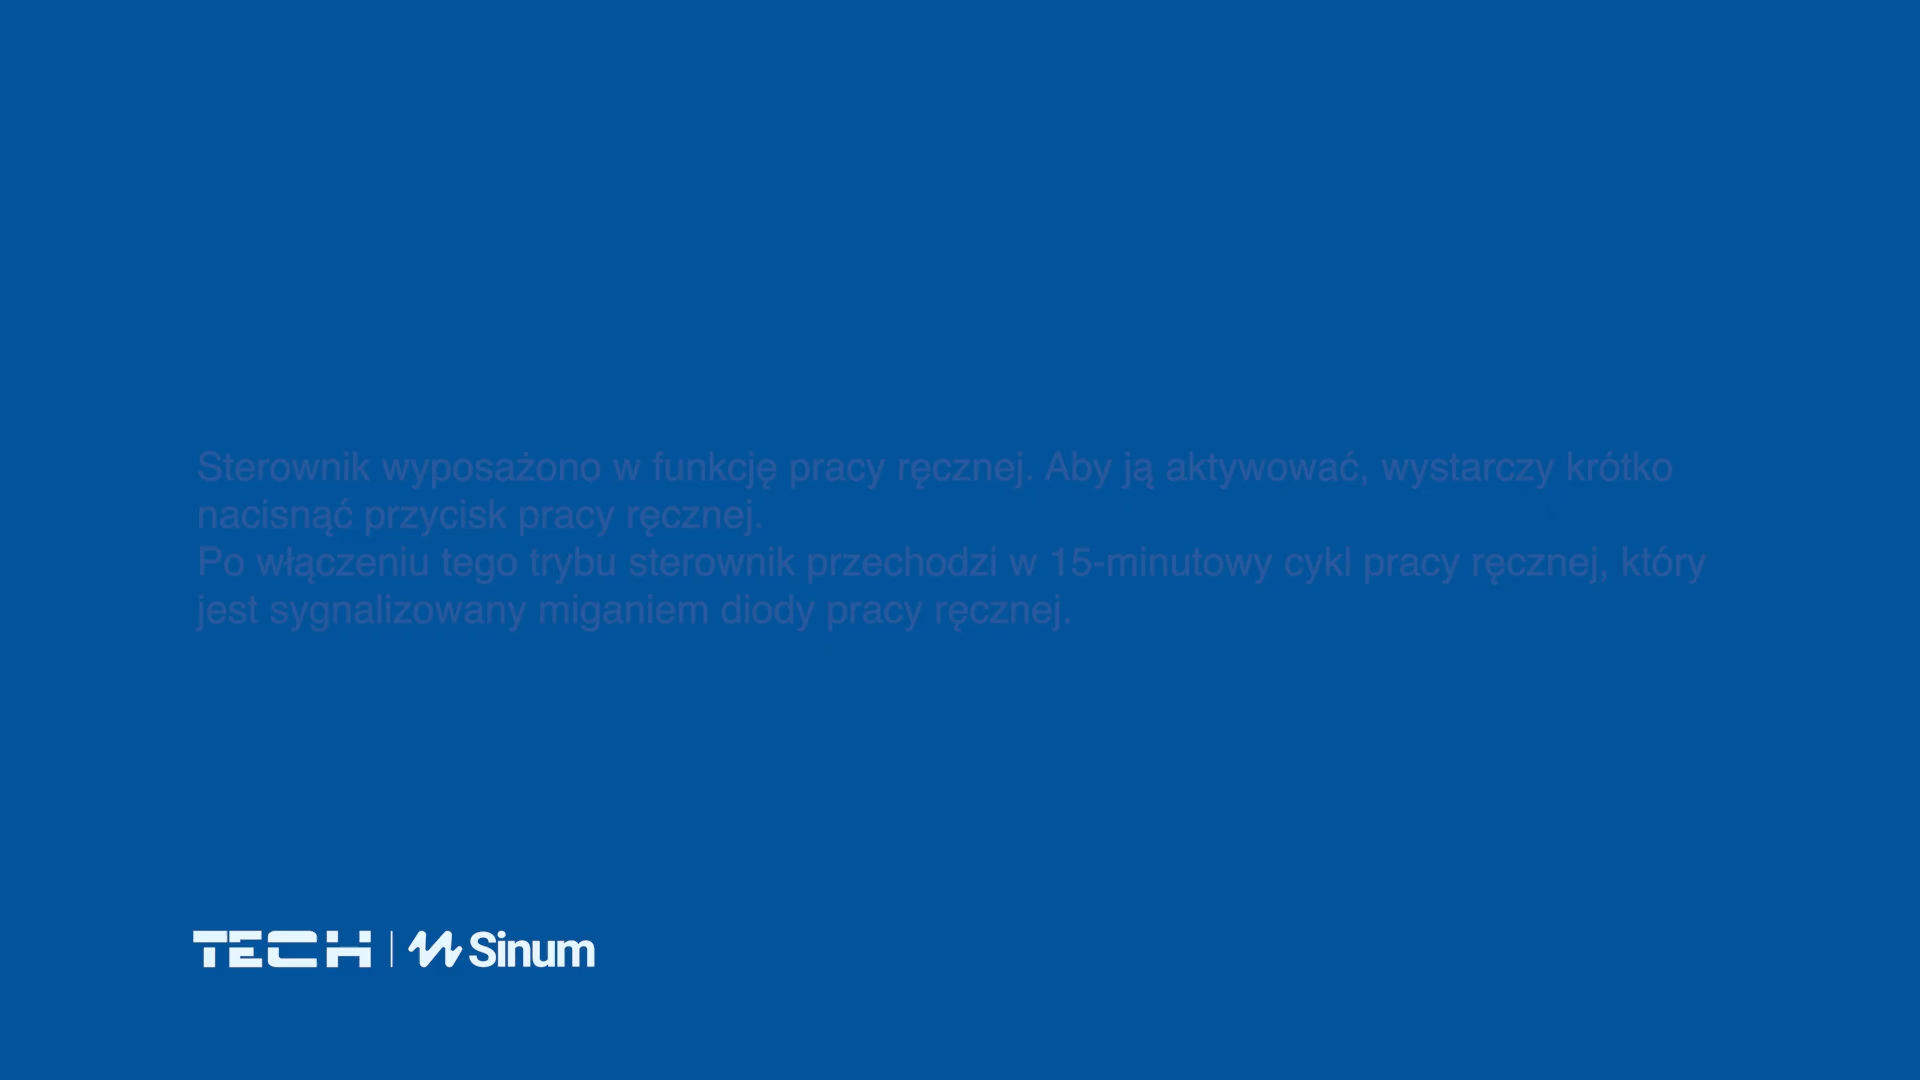 Sterownik wyposażono w funkcję pracy ręcznej. Aby ją aktywować, wystarczy krótko
nacisnąć przycisk pracy ręcznej.
Po włączeniu tego trybu sterownik przechodzi w 15-minutowy cykl pracy ręcznej, który
jest sygnalizowany miganiem diody pracy ręcznej.
TECH | Sinum